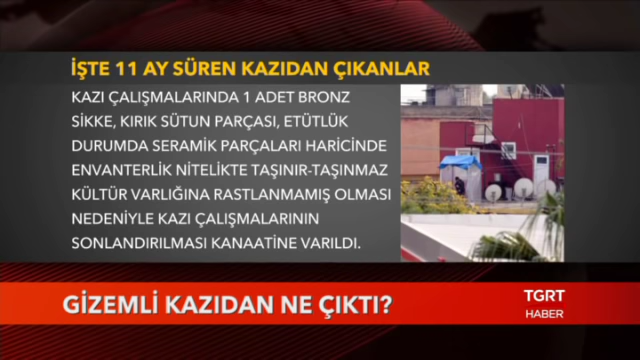 İŞTE 11 AY SÜREN KAZIDAN ÇIKANLAR
KAZI ÇALIŞMALARINDA 1 ADET BRONZ
SİKKE, KIRIK SÜTUN PARÇASI, ETÜTLÜK
DURUMDA SERAMİK PARÇALARI HARİCİNDE
ENVANTERLİK NİTELİKTE TAŞINIR-TAŞINMAZ
KÜLTÜR VARLIĞINA RASTLANMAMIŞ OLMASI
NEDENİYLE KAZI ÇALIŞMALARININ
SONLANDIRILMASI KANAATİNE VARILDI.
GİZEMLİ KAZIDAN NE ÇIKTI?
TGRT
HABER